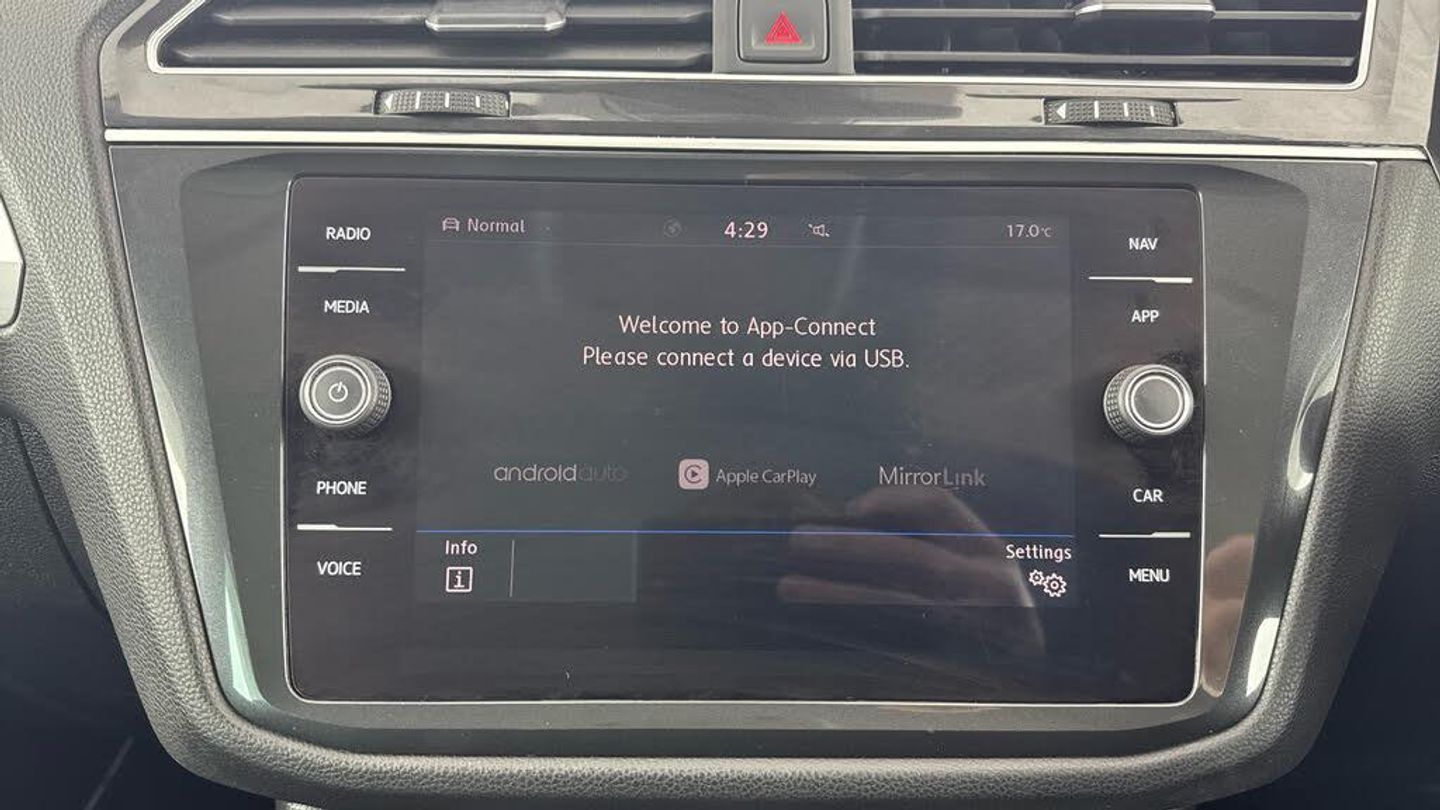 RADIO
MEDIA
PHONE
VOICE
Normal
4:29
17.0°C
Welcome to App-Connect
Please connect a device via USB.
androidauto
Apple CarPlay
MirrorLink
Info
i
Settings
NAV
APP
CAR
MENU